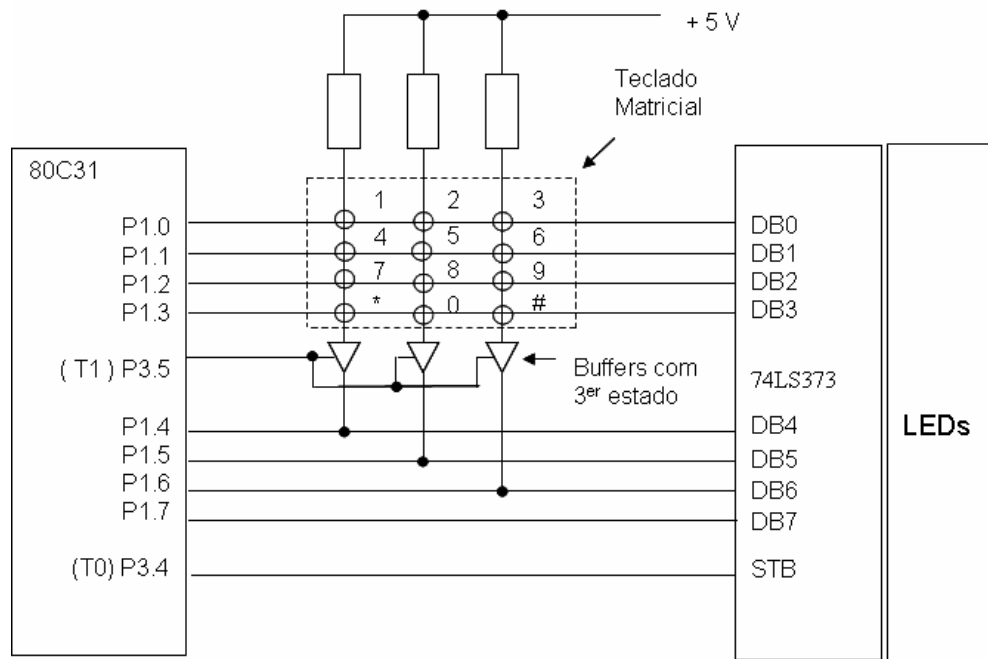 + 5 V
Teclado
Matricial
80C31
1 2 3
4 5 6
7 8 9
* 0 #
P1.0
P1.1
P1.2
P1.3
( T1 ) P3.5
P1.4
P1.5
P1.6
P1.7
(T0) P3.4
Buffers com
3er estado
DB0
DB1
DB2
DB3
74LS373
DB4
DB5
DB6
DB7
STB
LEDs